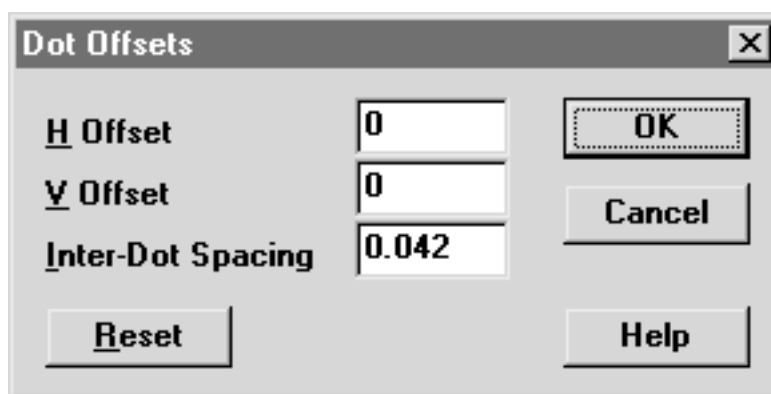 Dot Offsets
H Offset 0 OK
V Offset 0 Cancel
Inter-Dot Spacing 0.042
Reset Help